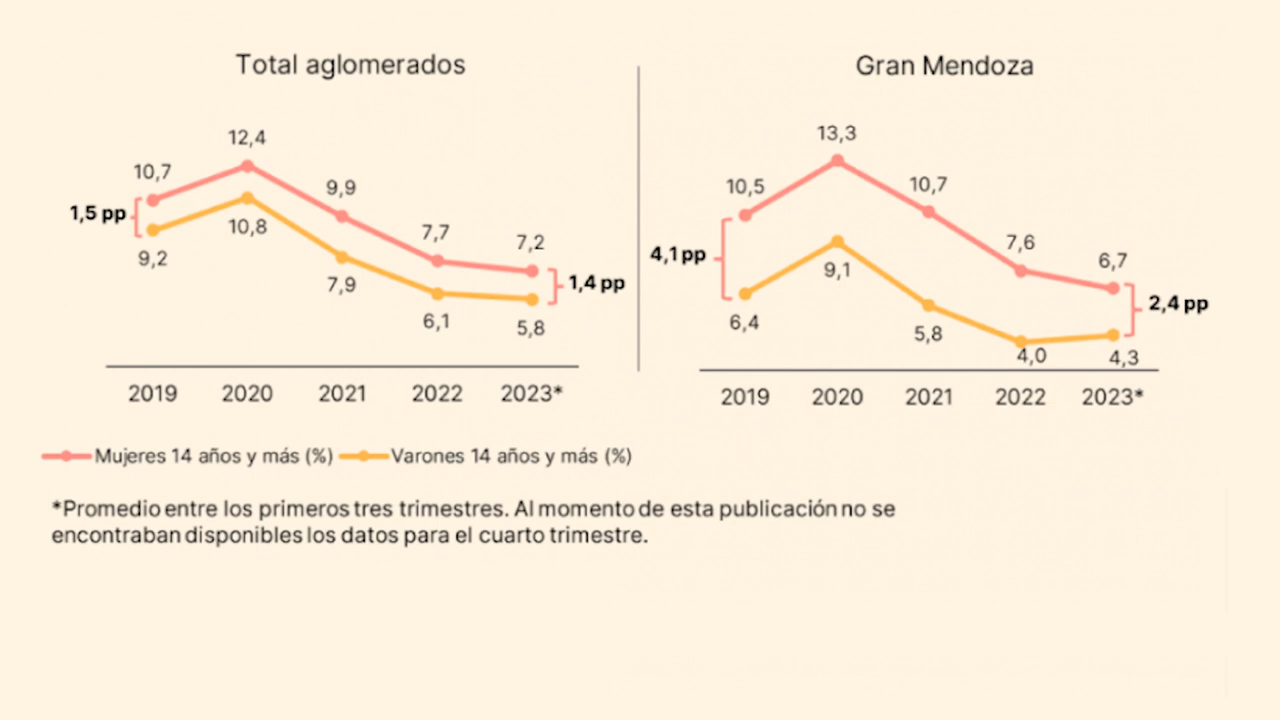 Total aglomerados
12,4
10,7
9,9
7,7
7,2
1,5 pp
1,4 pp
9,2
10,8
7,9
6,1
5,8
2019 2020 2021 2022 2023*
Gran Mendoza
13,3
10,5
10,7
7,6
6,7
4,1 pp
2,4 pp
6,4
9,1
5,8
4,0
4,3
2019 2020 2021 2022 2023*
Mujeres 14 años y más (%) Varones 14 años y más (%)
*Promedio entre los primeros tres trimestres. Al momento de esta publicación no se
encontraban disponibles los datos para el cuarto trimestre.